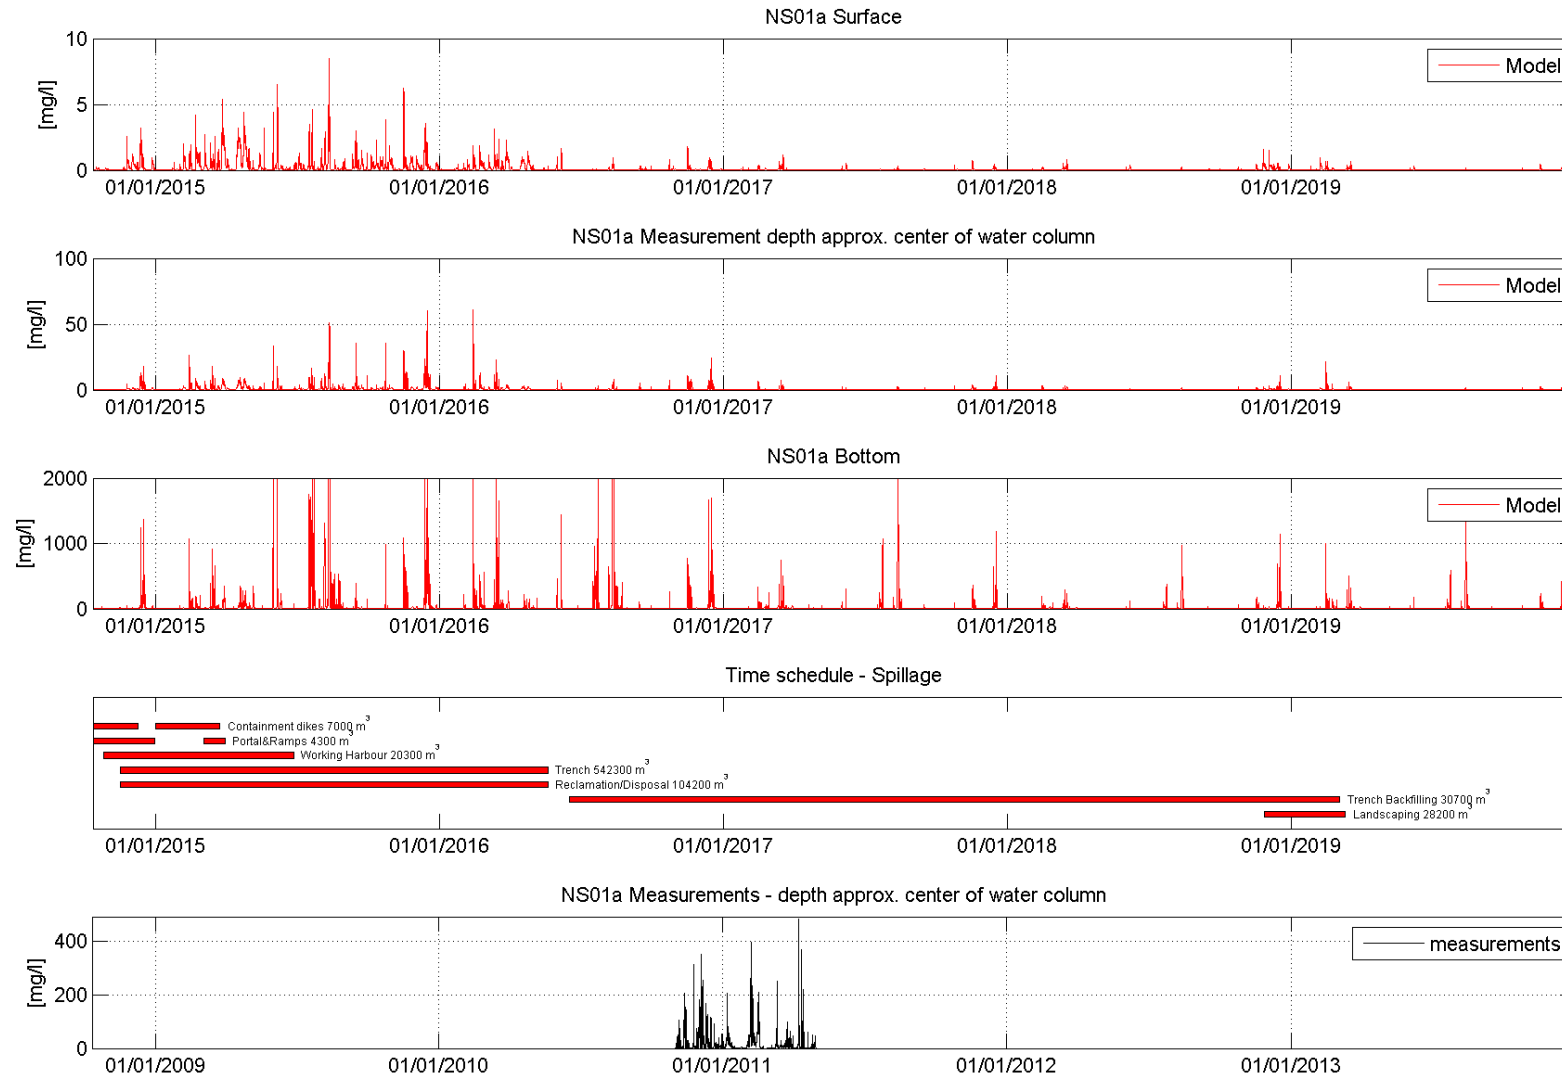 NS01a Surface
10
5
0
[mg/l]
Model
01/01/2015 01/01/2016 01/01/2017 01/01/2018 01/01/2019
NS01a Measurement depth approx. center of water column
100
50
0
[mg/l]
Model
01/01/2015 01/01/2016 01/01/2017 01/01/2018 01/01/2019
NS01a Bottom
2000
1000
0
[mg/l]
Model
01/01/2015 01/01/2016 01/01/2017 01/01/2018 01/01/2019
Time schedule - Spillage
Containment dikes 7000 m³
Portal&Ramps 4300 m³
Working Harbour 20300 m³
Trench 542300 m³
Reclamation/Disposal 104200 m³
Trench Backfilling 30700 m³
Landscaping 28200 m³
01/01/2015 01/01/2016 01/01/2017 01/01/2018 01/01/2019
NS01a Measurements - depth approx. center of water column
400
200
0
[mg/l]
measurements
01/01/2009 01/01/2010 01/01/2011 01/01/2012 01/01/2013